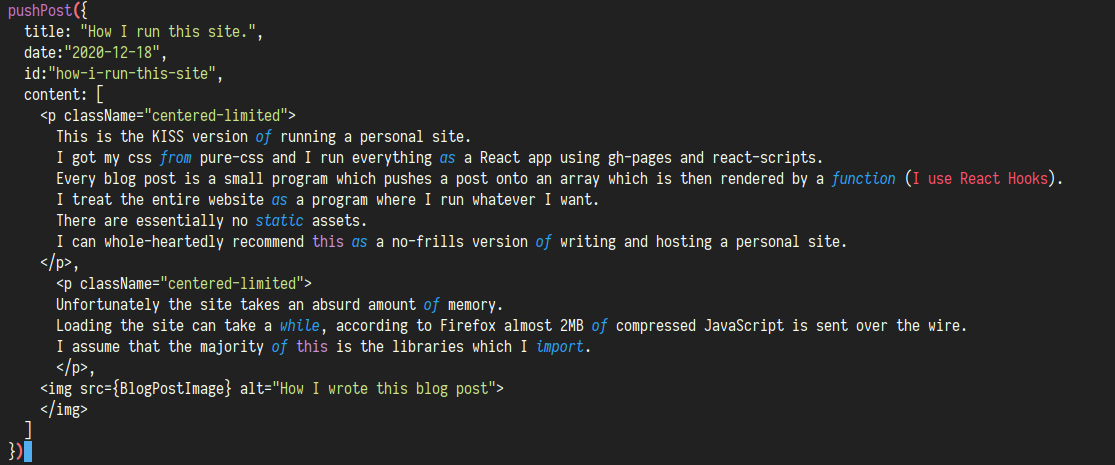 pushPost({
title: "How I run this site.",
date:"2020-12-18",
id:"how-i-run-this-site",
content: [
<p className="centered-limited">
This is the KISS version of running a personal site.
I got my css from pure-css and I run everything as a React app using gh-pages and react-scripts.
Every blog post is a small program which pushes a post onto an array which is then rendered by a function (I use React Hooks).
I treat the entire website as a program where I run whatever I want.
There are essentially no static assets.
I can whole-heartedly recommend this as a no-frills version of writing and hosting a personal site.
</p>,
<p className="centered-limited">
Unfortunately the site takes an absurd amount of memory.
Loading the site can take a while, according to Firefox almost 2MB of compressed JavaScript is sent over the wire.
I assume that the majority of this is the libraries which I import.
</p>,
<img src={BlogPostImage} alt="How I wrote this blog post">
</img>
]
})